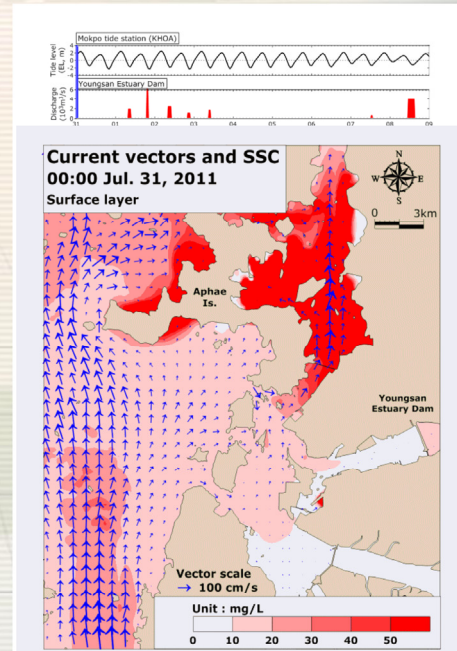 Mokpo tide station (KHOA)
Tide level
(EL, m)
4
2
0
-2
-4
Youngsan Estuary Dam
Discharge
(10³m³/s)
6
4
2
0
31 01 02 03 04 05 06 07 08 09
Current vectors and SSC
00:00 Jul. 31, 2011
Surface layer
N
W E
S
0 3km
Aphae
Is.
Youngsan
Estuary Dam
Vector scale
100 cm/s
Unit : mg/L
0 10 20 30 40 50